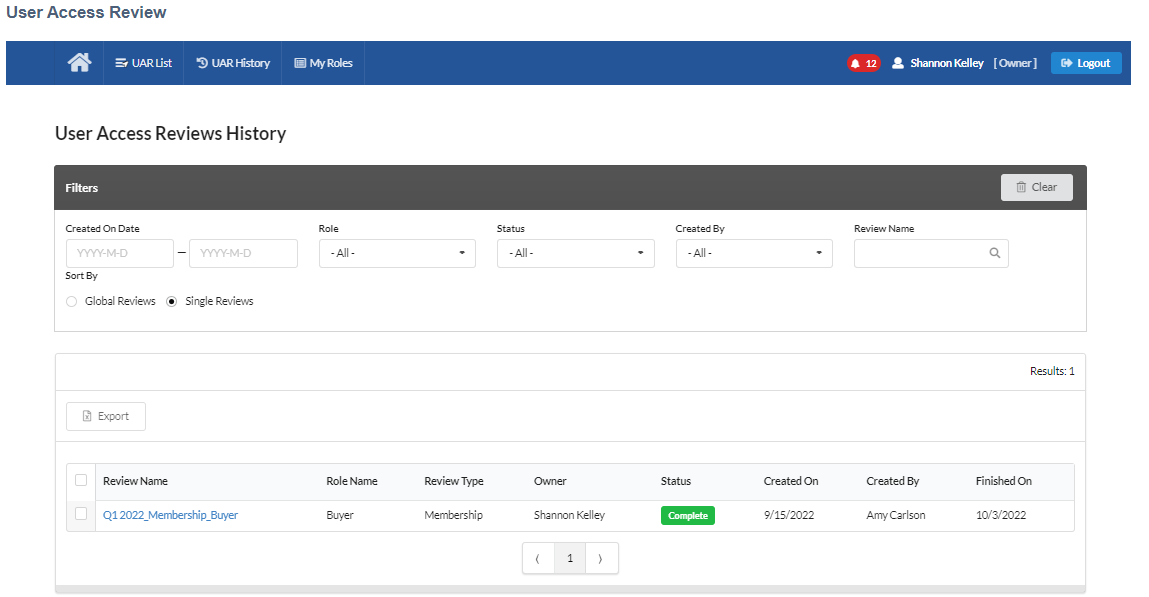 User Access Review
UAR List UAR History My Roles 12 Shannon Kelley [Owner] Logout
User Access Reviews History
Filters Clear
Created On Date Role Status Created By Review Name
YYYY-M-D — YYYY-M-D - All - - All - - All -
Sort By
Global Reviews Single Reviews
Results: 1
Export
Review Name Role Name Review Type Owner Status Created On Created By Finished On
Q1 2022_Membership_Buyer Buyer Membership Shannon Kelley Complete 9/15/2022 Amy Carlson 10/3/2022
⟨ 1 ⟩